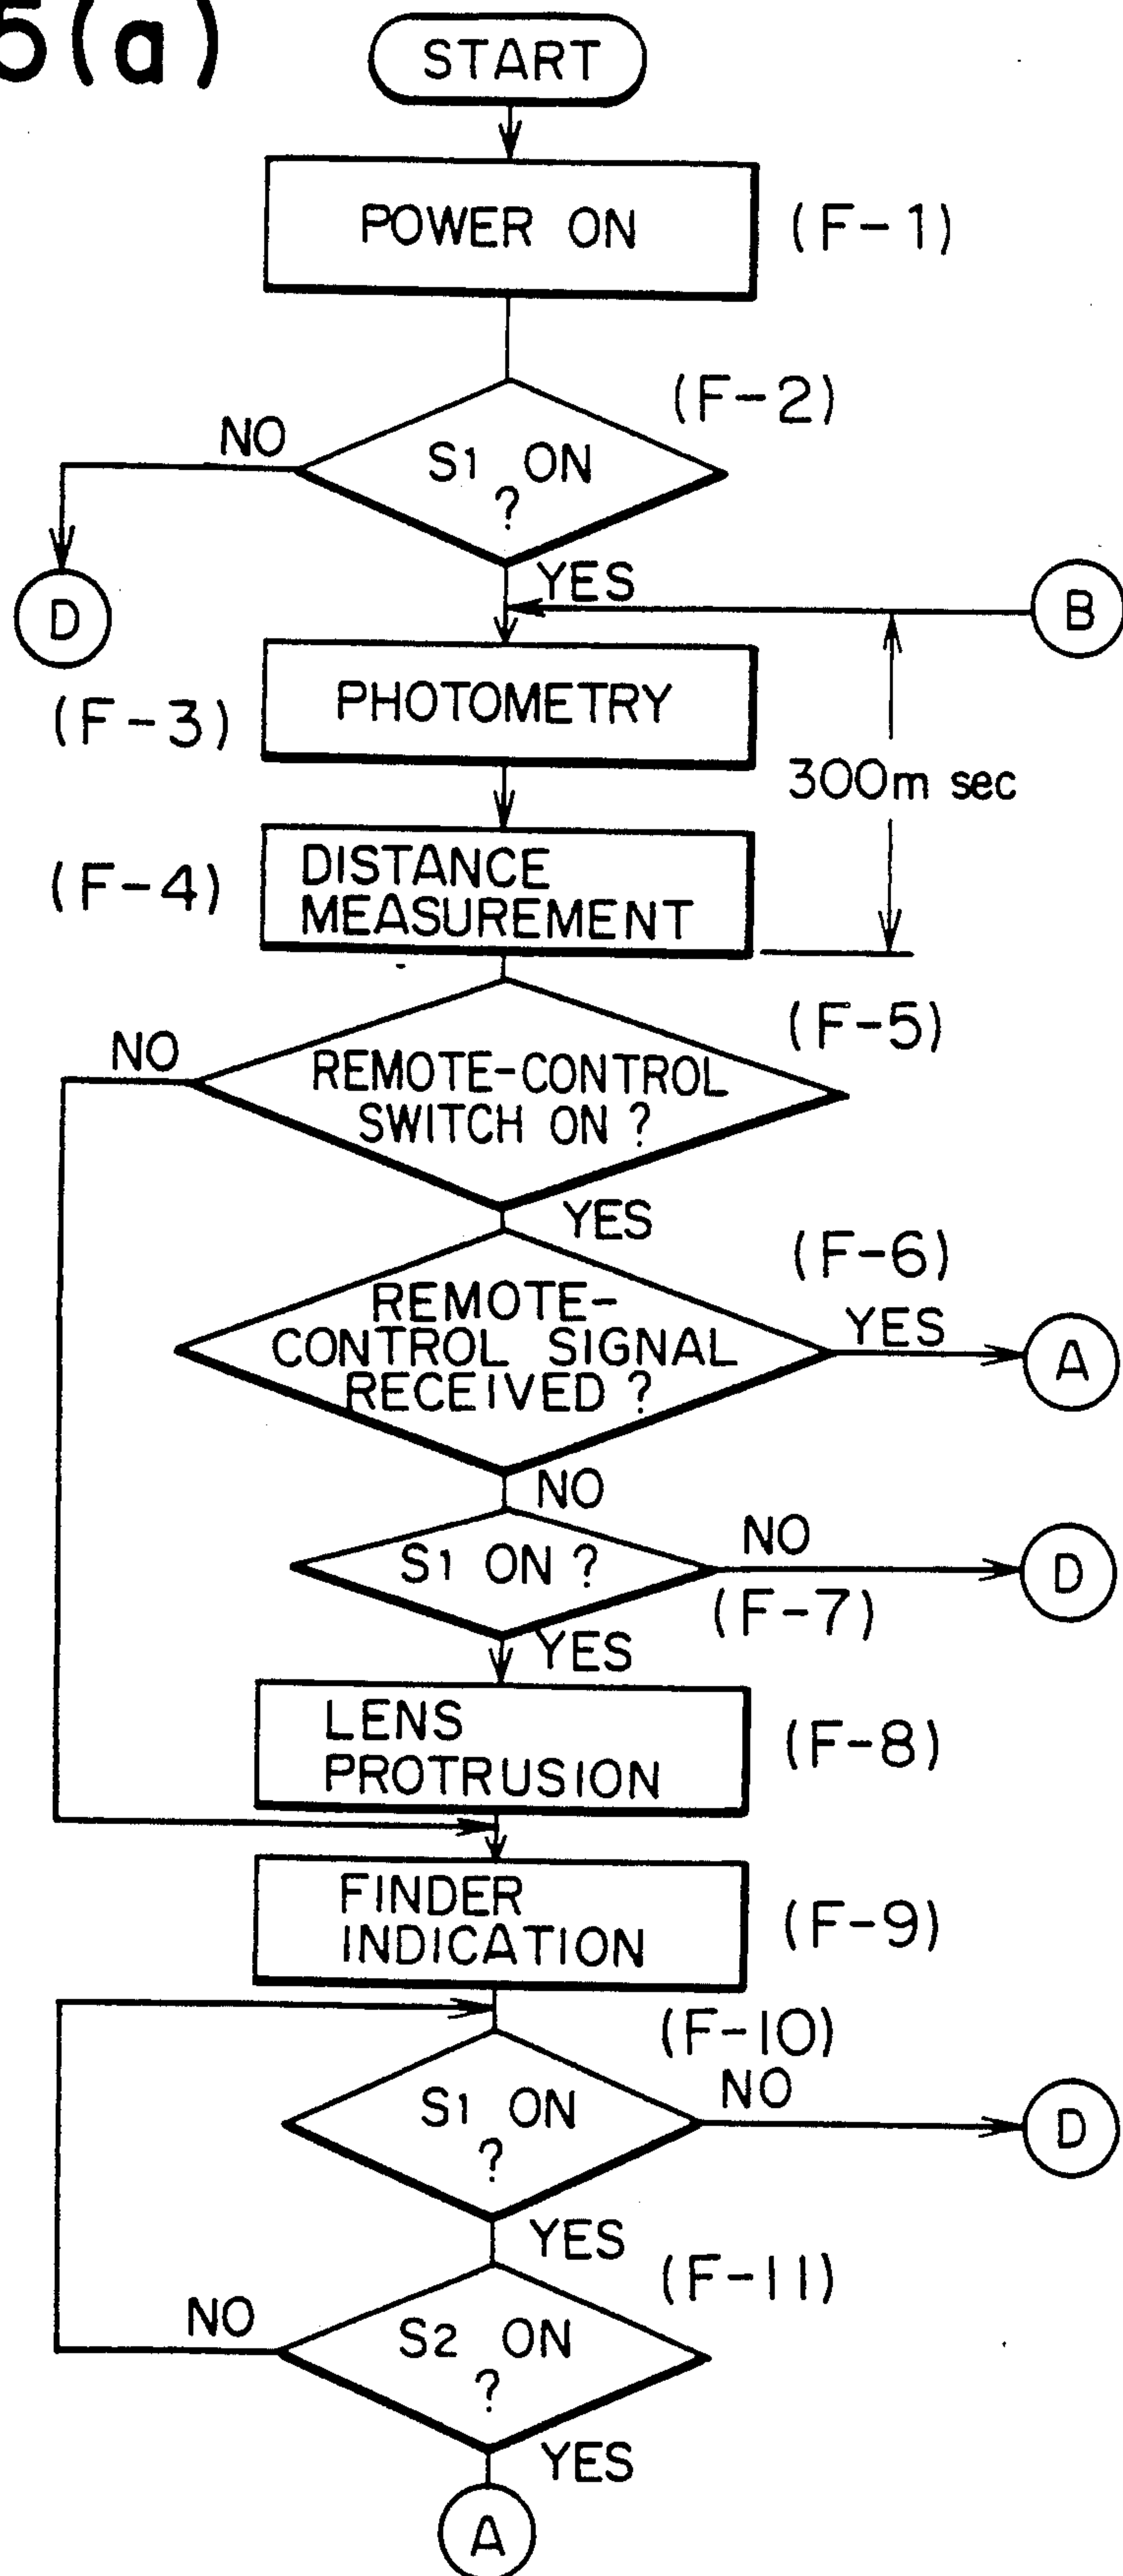 5(a)
START
POWER ON
(F-1)
(F-2)
NO
S1 ON
?
YES
D
B
(F-3)
PHOTOMETRY
300m sec
(F-4)
DISTANCE
MEASUREMENT
(F-5)
NO
REMOTE-CONTROL
SWITCH ON ?
YES
(F-6)
REMOTE-
CONTROL SIGNAL
RECEIVED ?
YES
A
NO
S1 ON ?
NO
D
(F-7)
YES
LENS
PROTRUSION
(F-8)
FINDER
INDICATION
(F-9)
(F-10)
S1 ON
?
NO
D
YES
(F-11)
NO
S2 ON
?
YES
A